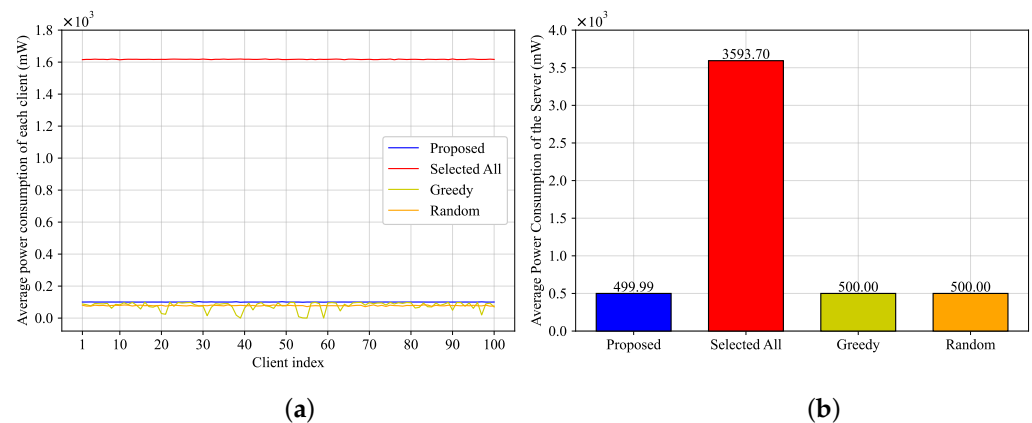 ×10³
1.8
1.6
1.4
1.2
1.0
0.8
0.6
0.4
0.2
0.0
Average power consumption of each client (mW)
Proposed
Selected All
Greedy
Random
1 10 20 30 40 50 60 70 80 90 100
Client index
(a)
×10³
4.0
3.5
3.0
2.5
2.0
1.5
1.0
0.5
0.0
Average Power Consumption of the Server (mW)
3593.70
499.99 500.00 500.00
Proposed Selected All Greedy Random
(b)